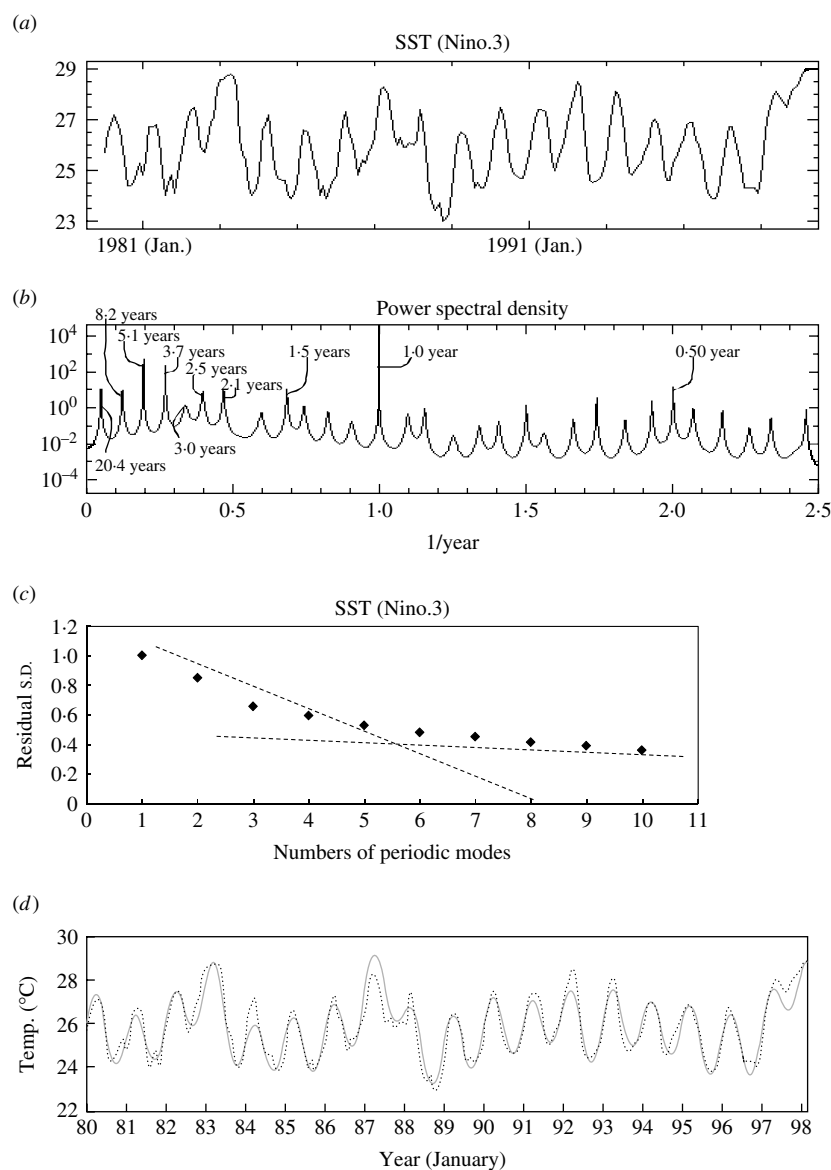 (a)
SST (Nino.3)
29
27
25
23
1981 (Jan.) 1991 (Jan.)
(b)
Power spectral density
8·2 years
5·1 years
3·7 years
2·5 years
2·1 years
1·5 years
1·0 year
0·50 year
3·0 years
20·4 years
10⁴
10²
10⁰
10⁻²
10⁻⁴
0 0·5 1·0 1·5 2·0 2·5
1/year
(c)
SST (Nino.3)
Residual S.D.
1·2
1·0
0·8
0·6
0·4
0·2
0
0 1 2 3 4 5 6 7 8 9 10 11
Numbers of periodic modes
(d)
Temp. (°C)
30
28
26
24
22
80 81 82 83 84 85 86 87 88 89 90 91 92 93 94 95 96 97 98
Year (January)